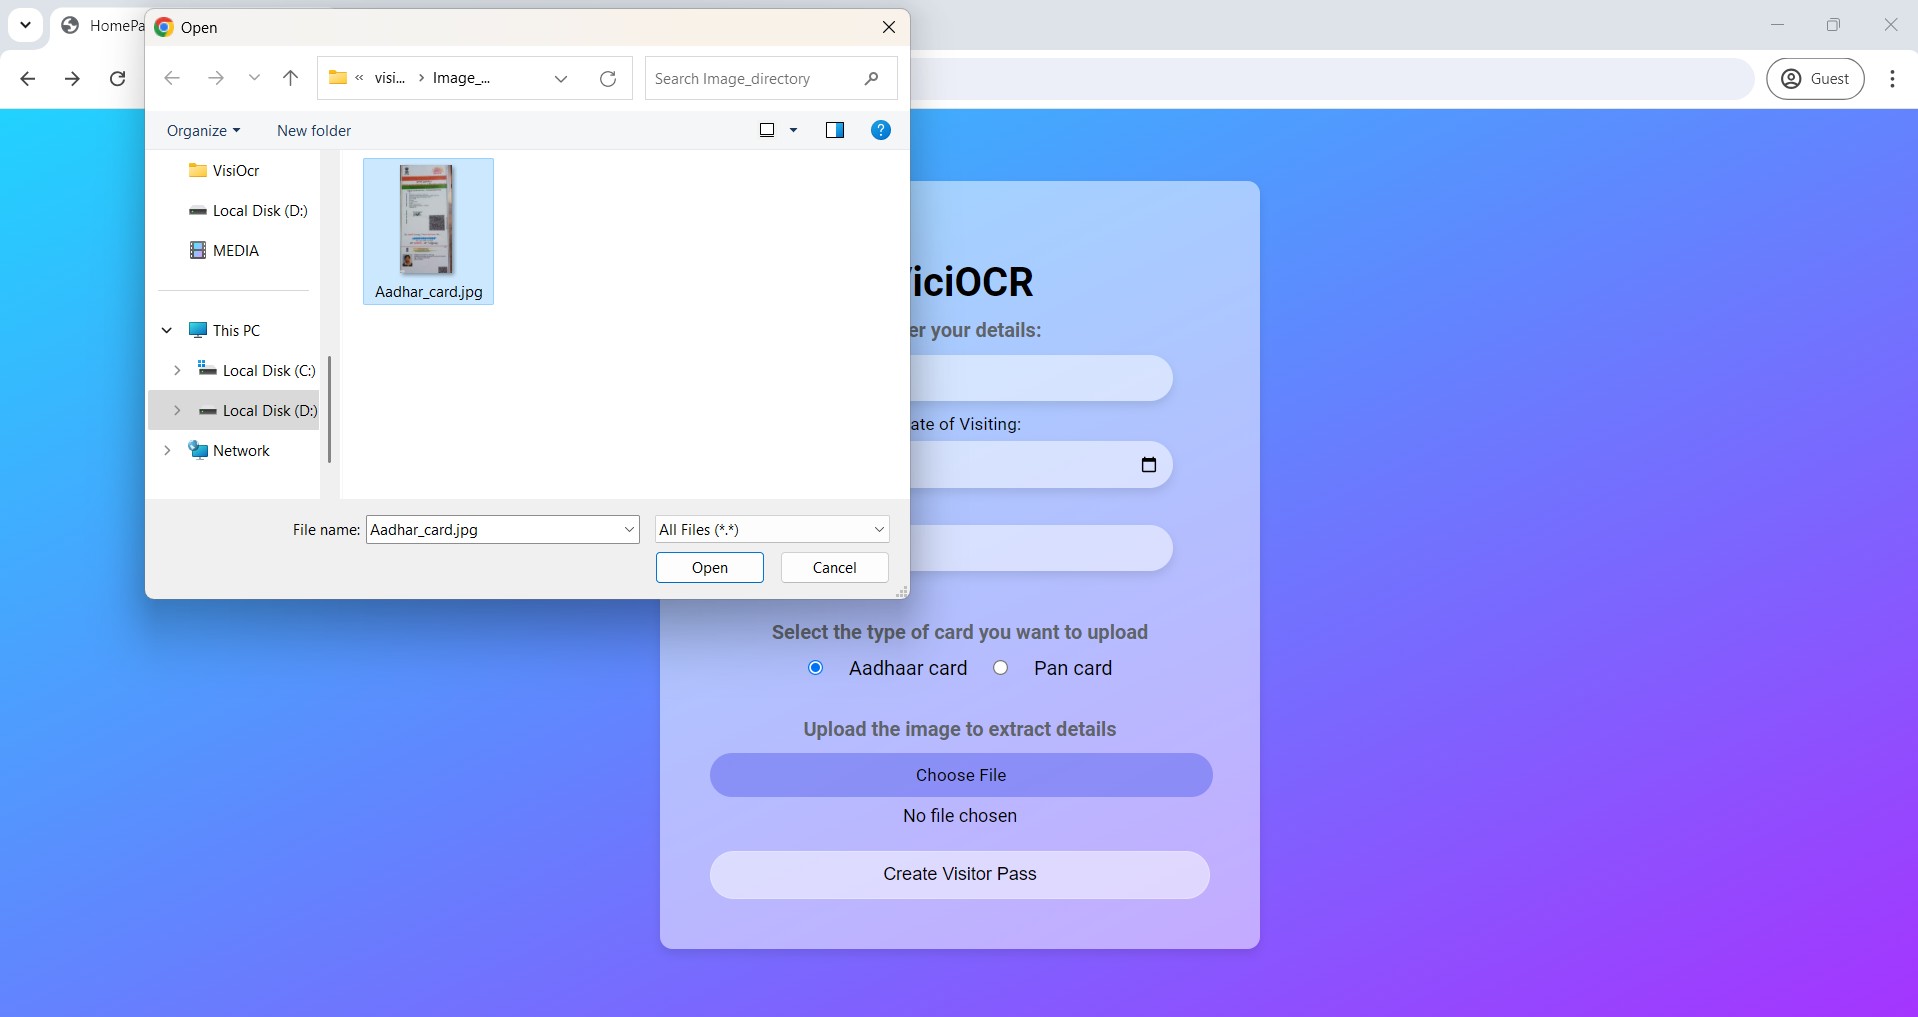 HomePa
Open
« visi... › Image_...
Search Image_directory
Guest
Organize
New folder
?
VisiOcr
Local Disk (D:)
MEDIA
This PC
Local Disk (C:)
Local Disk (D:)
Network
Aadhar_card.jpg
File name: Aadhar_card.jpg
All Files (*.*)
Open
Cancel
iciOCR
er your details:
ate of Visiting:
Select the type of card you want to upload
Aadhaar card
Pan card
Upload the image to extract details
Choose File
No file chosen
Create Visitor Pass